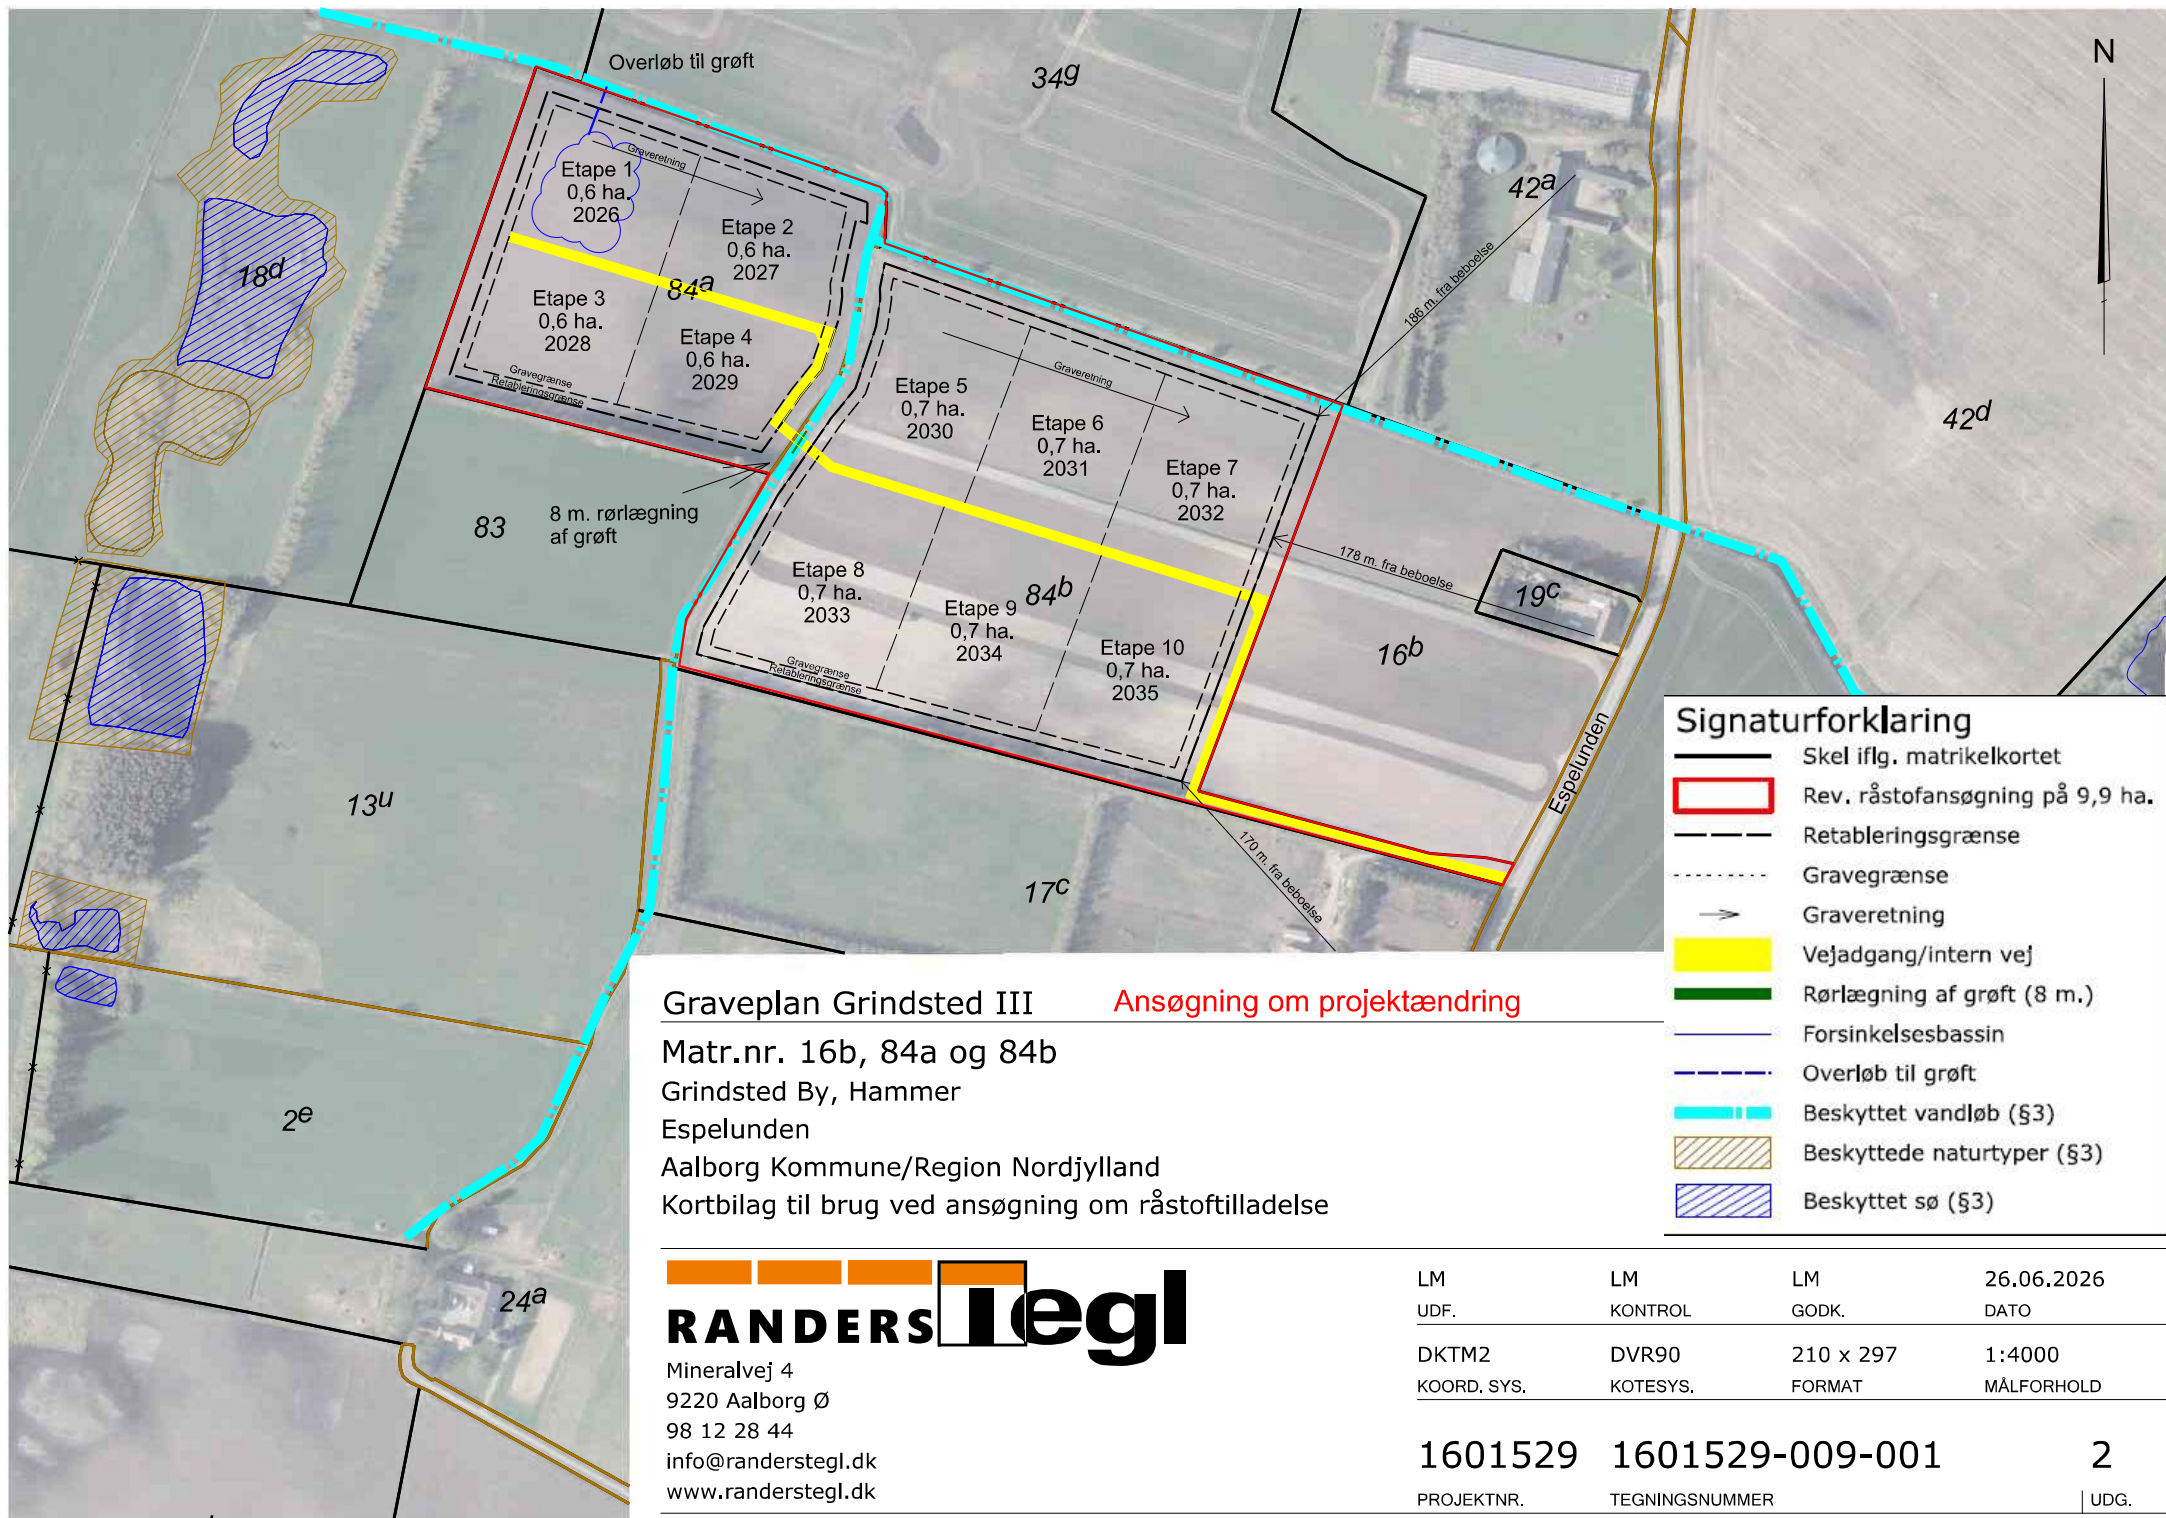 Overløb til grøft
34g
N
42a
Etape 1
0,6 ha.
2026
Graveretning
Etape 2
0,6 ha.
2027
18d
84a
Etape 3
0,6 ha.
2028
Etape 4
0,6 ha.
2029
Gravegrænse
Retableringsgrænse
186 m. fra beboelse
Graveretning
Etape 5
0,7 ha.
2030
Etape 6
0,7 ha.
2031
Etape 7
0,7 ha.
2032
42d
83
8 m. rørlægning
af grøft
178 m. fra beboelse
19c
Etape 8
0,7 ha.
2033
84b
Etape 9
0,7 ha.
2034
Etape 10
0,7 ha.
2035
16b
Gravegrænse
Retableringsgrænse
Espelunden
13u
17c
170 m. fra beboelse
2e
24a
Signaturforklaring
Skel iflg. matrikelkortet
Rev. råstofansøgning på 9,9 ha.
Retableringsgrænse
Gravegrænse
Graveretning
Vejadgang/intern vej
Rørlægning af grøft (8 m.)
Forsinkelsesbassin
Overløb til grøft
Beskyttet vandløb (§3)
Beskyttede naturtyper (§3)
Beskyttet sø (§3)
Graveplan Grindsted III Ansøgning om projektændring
Matr.nr. 16b, 84a og 84b
Grindsted By, Hammer
Espelunden
Aalborg Kommune/Region Nordjylland
Kortbilag til brug ved ansøgning om råstoftilladelse
RANDERS Tegl
Mineralvej 4
9220 Aalborg Ø
98 12 28 44
info@randerstegl.dk
www.randerstegl.dk
LM LM LM 26.06.2026
UDF. KONTROL GODK. DATO
DKTM2 DVR90 210 x 297 1:4000
KOORD. SYS. KOTESYS. FORMAT MÅLFORHOLD
1601529 1601529-009-001 2
PROJEKTNR. TEGNINGSNUMMER UDG.